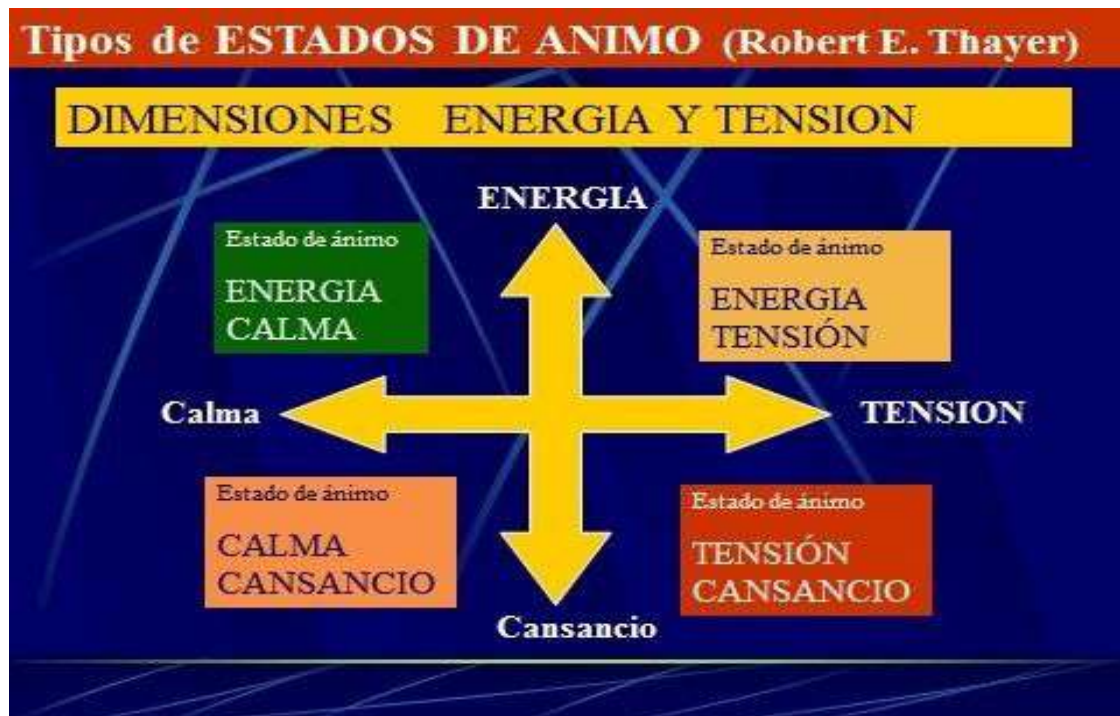 Tipos de ESTADOS DE ANIMO (Robert E. Thayer)
DIMENSIONES ENERGIA Y TENSION
ENERGIA
Estado de ánimo
ENERGIA
CALMA
Estado de ánimo
ENERGIA
TENSIÓN
Calma
TENSION
Estado de ánimo
CALMA
CANSANCIO
Estado de ánimo
TENSIÓN
CANSANCIO
Cansancio